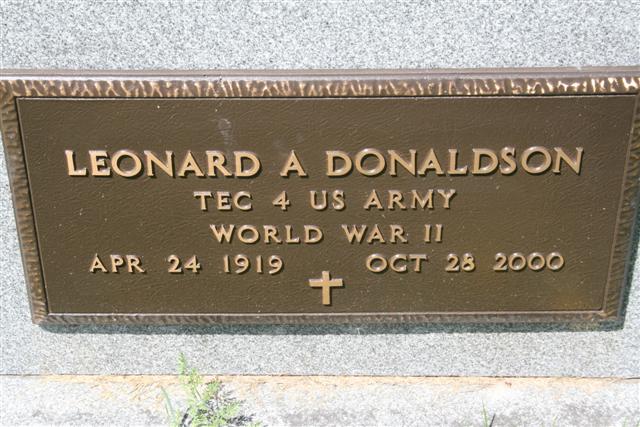 LEONARD A DONALDSON
TEC 4 US ARMY
WORLD WAR II
APR 24 1919 OCT 28 2000